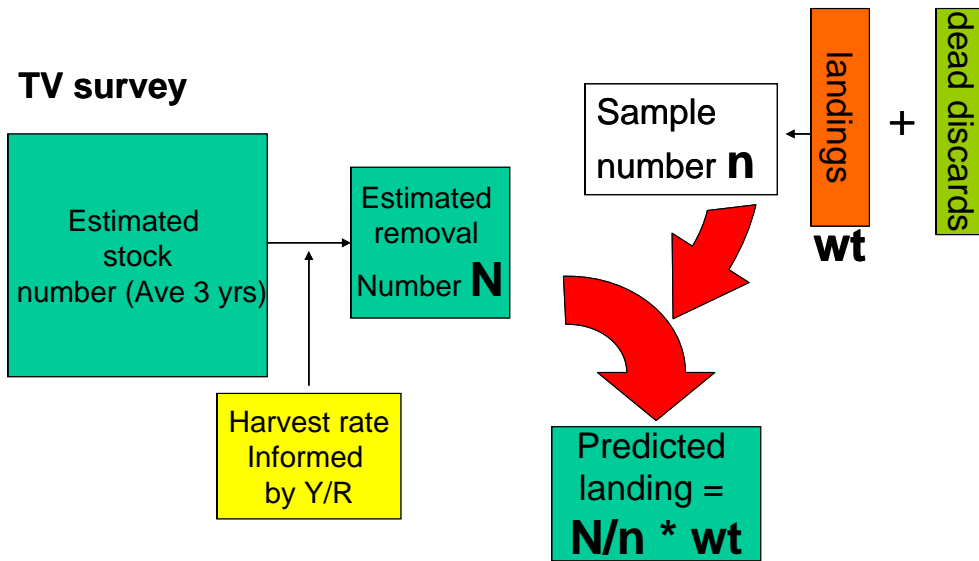 TV survey
Estimated
stock
number (Ave 3 yrs)
Estimated
removal
Number N
Harvest rate
Informed
by Y/R
Sample
number n
landings
wt
+
dead discards
Predicted
landing =
N/n * wt